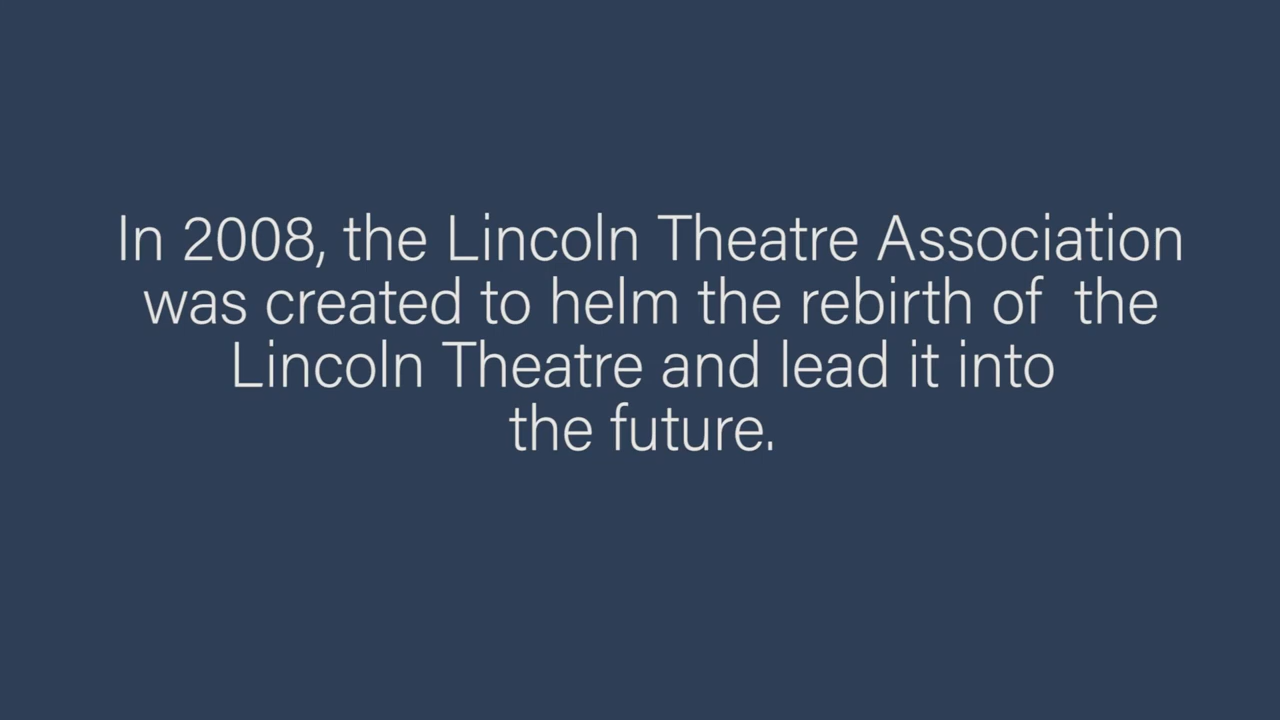 In 2008, the Lincoln Theatre Association
was created to helm the rebirth of  the
Lincoln Theatre and lead it into
the future.